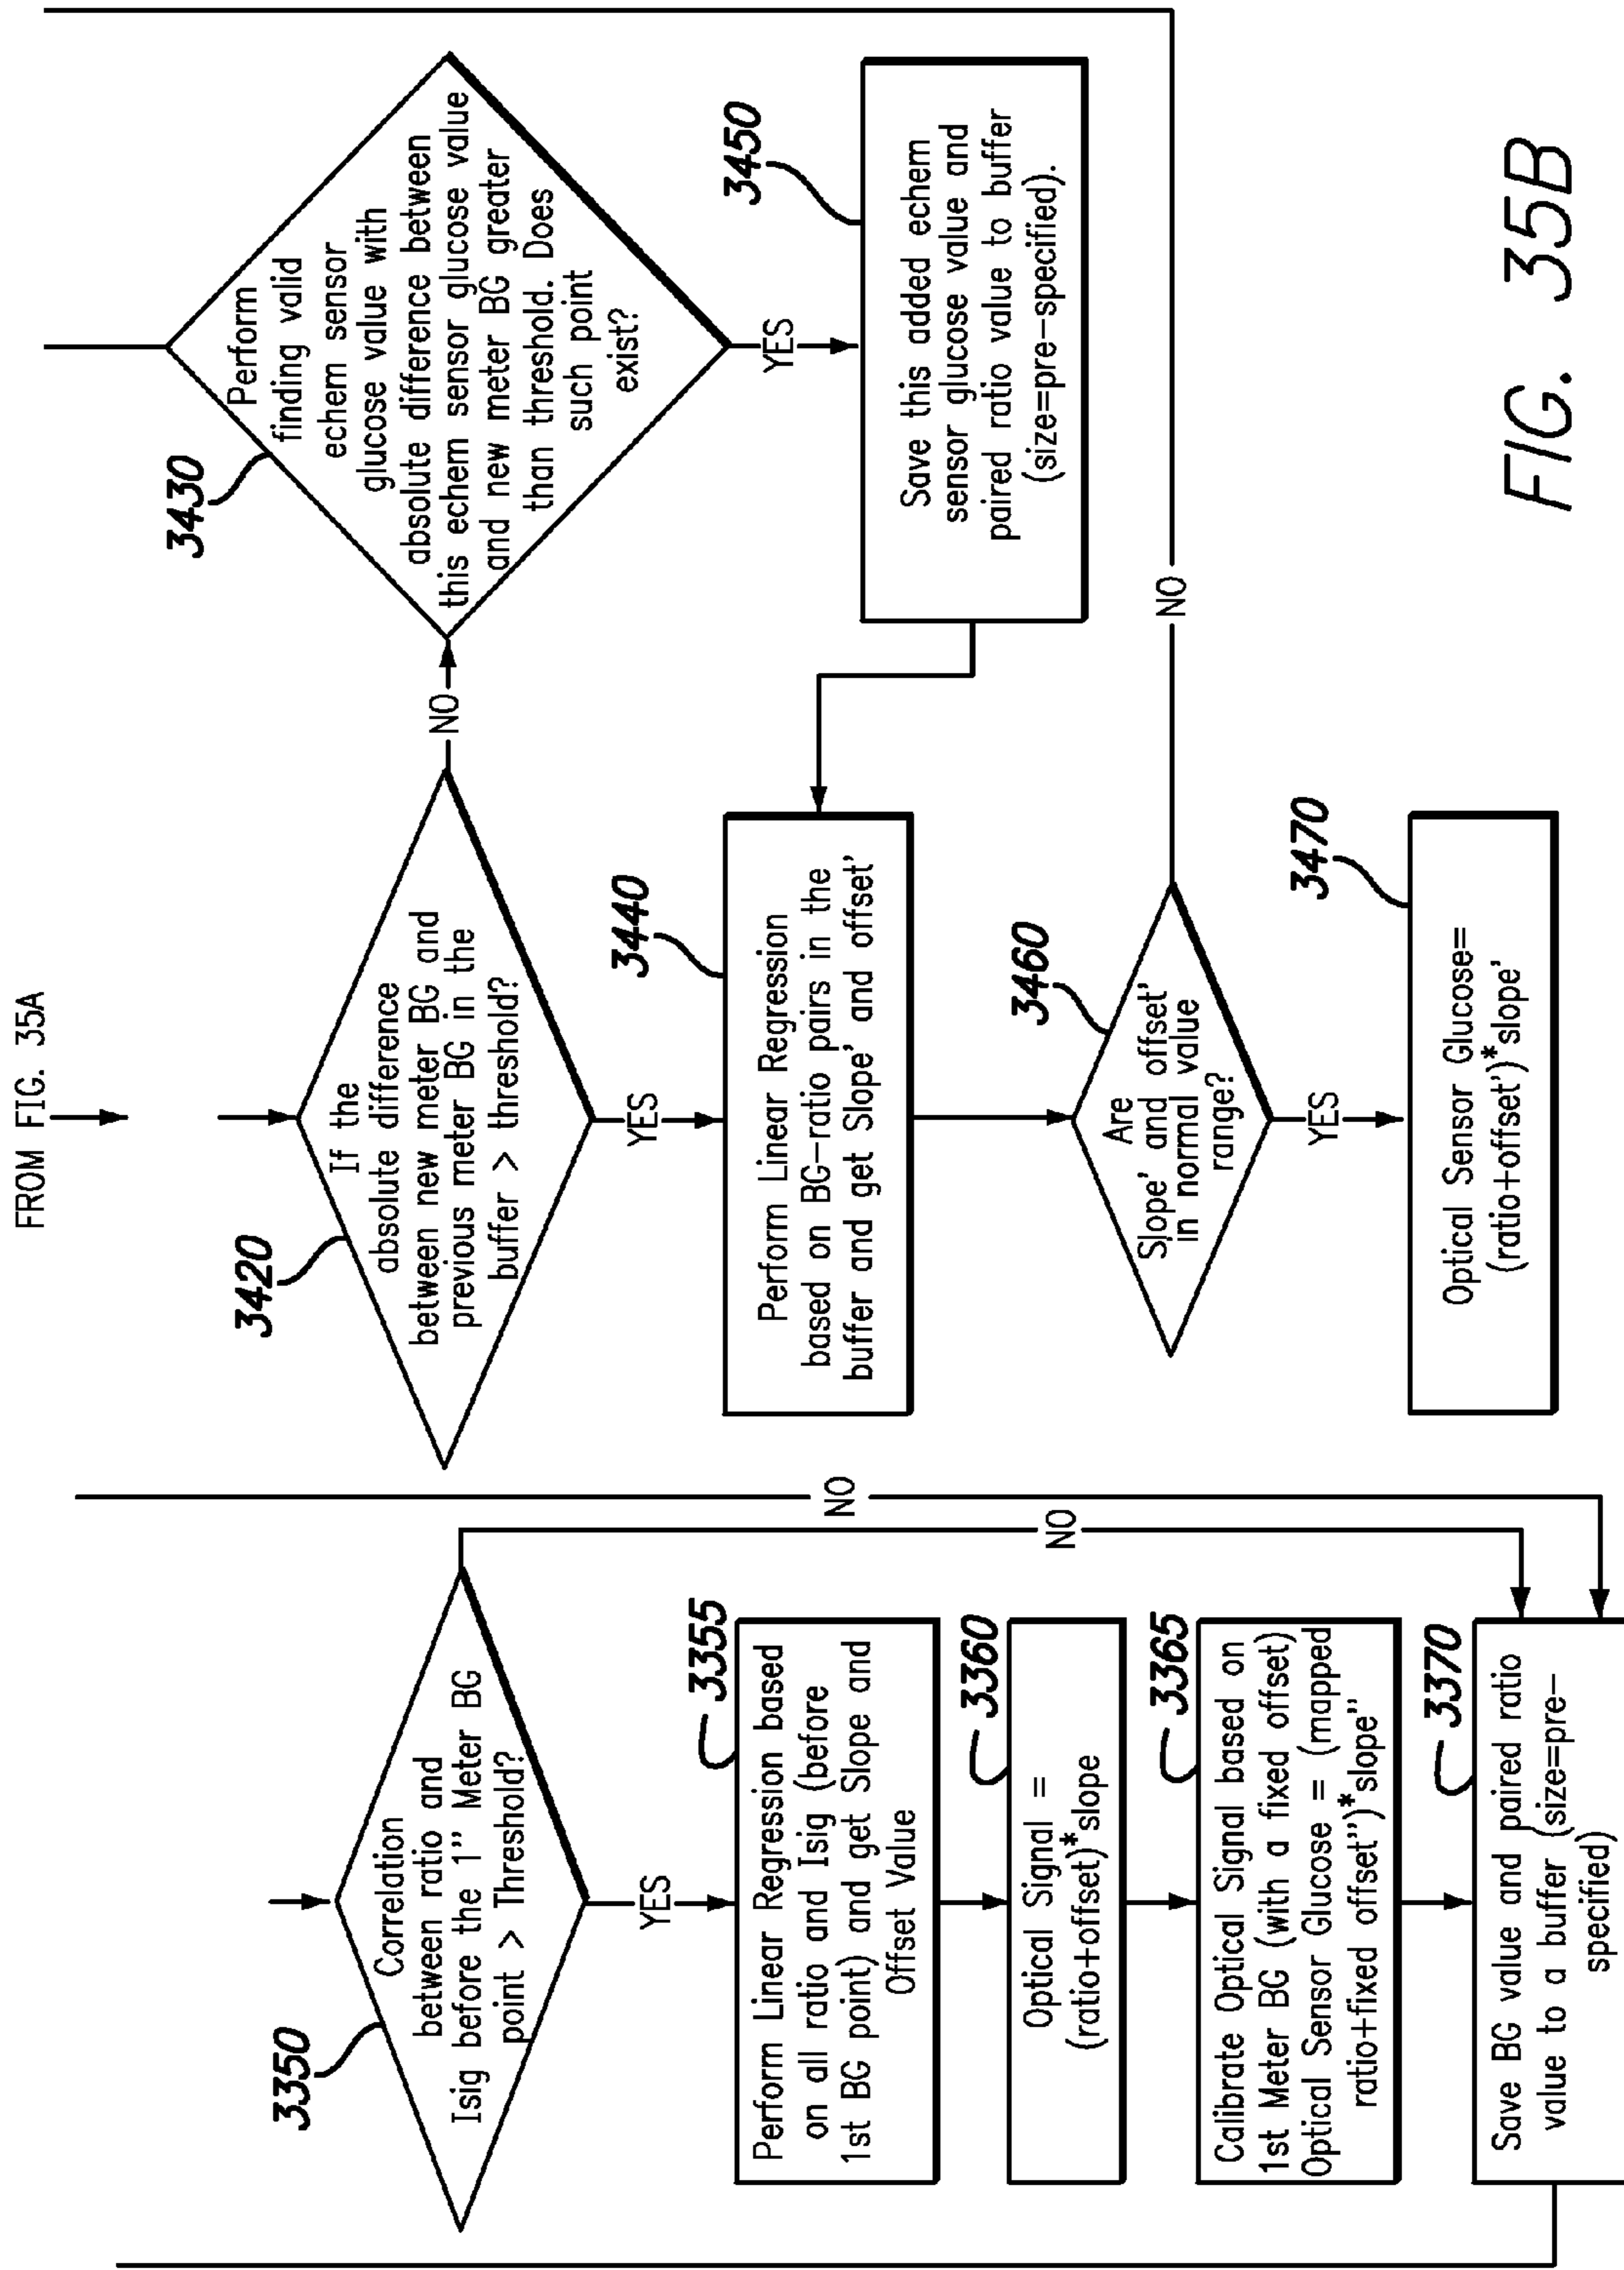 FROM FIG. 35A
3350
Correlation
between ratio and
Isig before the 1" Meter BG
point > Threshold?
YES
NO
NO
3355
Perform Linear Regression based
on all ratio and Isig (before
1st BG point) and get Slope and
Offset Value
3360
Optical Signal =
(ratio+offset)*slope
3365
Calibrate Optical Signal based on
1st Meter BG (with a fixed offset)
Optical Sensor Glucose = (mapped
ratio+fixed offset")*slope"
3370
Save BG value and paired ratio
value to a buffer (size=pre-
specified)
3420
If the
absolute difference
between new meter BG and
previous meter BG in the
buffer > threshold?
YES
NO
3430
Perform
finding valid
echem sensor
glucose value with
absolute difference between
this echem sensor glucose value
and new meter BG greater
than threshold. Does
such point
exist?
YES
3440
Perform Linear Regression
based on BG-ratio pairs in the
buffer and get Slope' and offset'
3450
Save this added echem
sensor glucose value and
paired ratio value to buffer
(size=pre-specified).
3460
Are
Slope' and offset'
in normal value
range?
YES
NO
3470
Optical Sensor Glucose=
(ratio+offset')*slope'
FIG. 35B